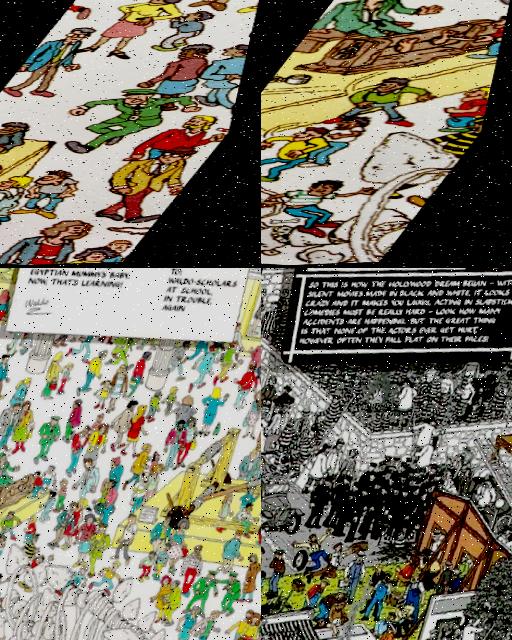 EGYPTIAN MUMMY'S BABY.
NOW, THAT'S LEARNING!
Waldo
TO:
WALDO-SCHOLARS
AT SCHOOL,
IN TROUBLE
AGAIN
SO THIS IS HOW THE HOLLYWOOD DREAM BEGAN - WITH
SILENT MOVIES MADE IN BLACK AND WHITE. IT LOOKS
CRAZY AND IT MAKES YOU LAUGH. ACTING IN SLAPSTICK
COMEDIES MUST BE REALLY HARD - LOOK HOW MANY
ACCIDENTS ARE HAPPENING. BUT THE GREAT THING
IS THAT NONE OF THE ACTORS EVER GET HURT
HOWEVER OFTEN THEY FALL FLAT ON THEIR FACES!